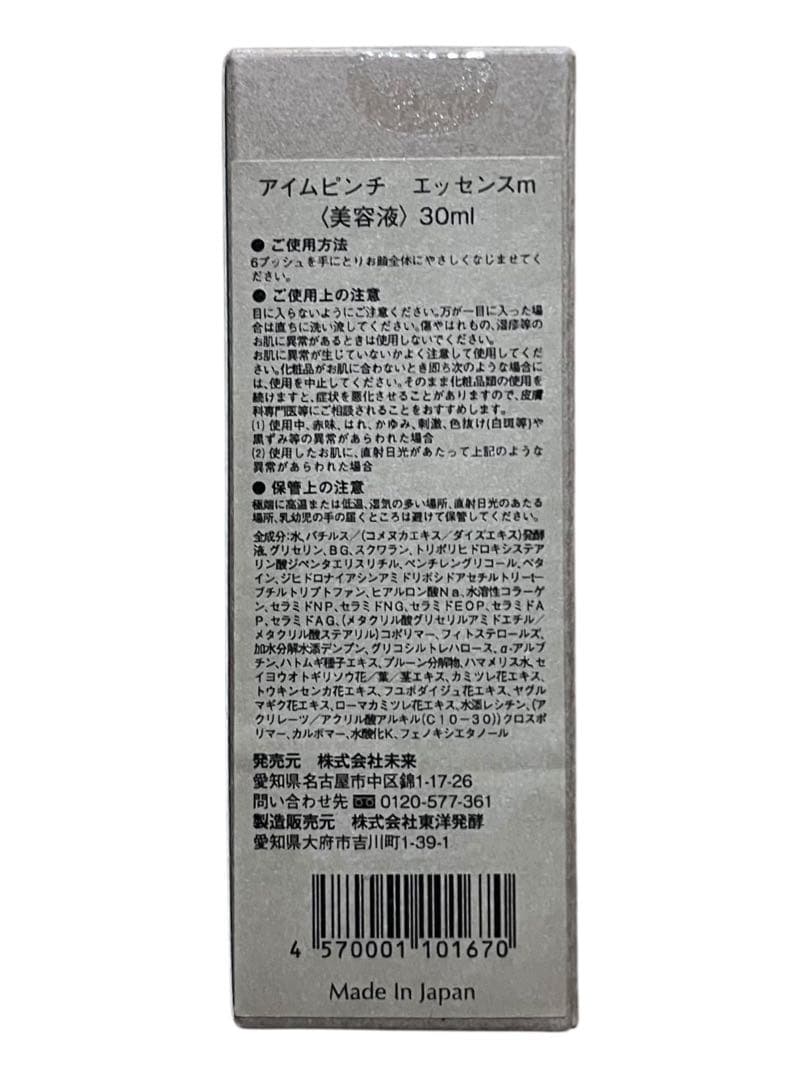 アイムピンチ　エッセンスm
〈美容液〉30ml
● ご使用方法
6プッシュを手にとりお顔全体にやさしくなじませてく
ださい。
● ご使用上の注意
目に入らないようにご注意ください。万が一目に入った場
合は直ちに洗い流してください。傷やはれもの、湿疹等の
お肌に異常があるときは使用しないでください。
お肌に異常が生じていないかよく注意して使用してくだ
さい。化粧品がお肌に合わないとき即ち次のような場合に
は、使用を中止してください。そのまま化粧品類の使用を
続けますと、症状を悪化させることがありますので、皮膚
科専門医等にご相談されることをおすすめします。
(1) 使用中、赤味、はれ、かゆみ、刺激、色抜け(白斑等)や
黒ずみ等の異常があらわれた場合
(2) 使用したお肌に、直射日光があたって上記のような
異常があらわれた場合
● 保管上の注意
極端に高温または低温、湿気の多い場所、直射日光のあたる
場所、乳幼児の手の届くところは避けて保管してください。
全成分:水、バチルス／(コメヌカエキス／ダイズエキス)発酵
液、グリセリン、BG、スクワラン、トリポリヒドロキシステア
リン酸ジペンタエリスリチル、ペンチレングリコール、ベタ
イン、ジヒドロナイアシンアミドリボシドアセチルトリーt-
ブチルトリプトファン、ヒアルロン酸Na、水溶性コラーゲ
ン、セラミドNP、セラミドNG、セラミドEOP、セラミドA
P、セラミドAG、(メタクリル酸グリセリルアミドエチル／
メタクリル酸ステアリル)コポリマー、フィトステロールズ、
加水分解水添デンプン、グリコシルトレハロース、α-アルブ
チン、ハトムギ種子エキス、プルーン分解物、ハマメリス水、セ
イヨウオトギリソウ花／葉／茎エキス、カミツレ花エキス、
トウキンセンカ花エキス、フユボダイジュ花エキス、ヤグル
マギク花エキス、ローマカミツレ花エキス、水添レシチン、(ア
クリレーツ／アクリル酸アルキル(C10-30))クロスポ
リマー、カルボマー、水酸化K、フェノキシエタノール
発売元　株式会社未来
愛知県名古屋市中区錦1-17-26
問い合わせ先 0120-577-361
製造販売元　株式会社東洋発酵
愛知県大府市吉川町1-39-1
4 570001 101670
Made In Japan